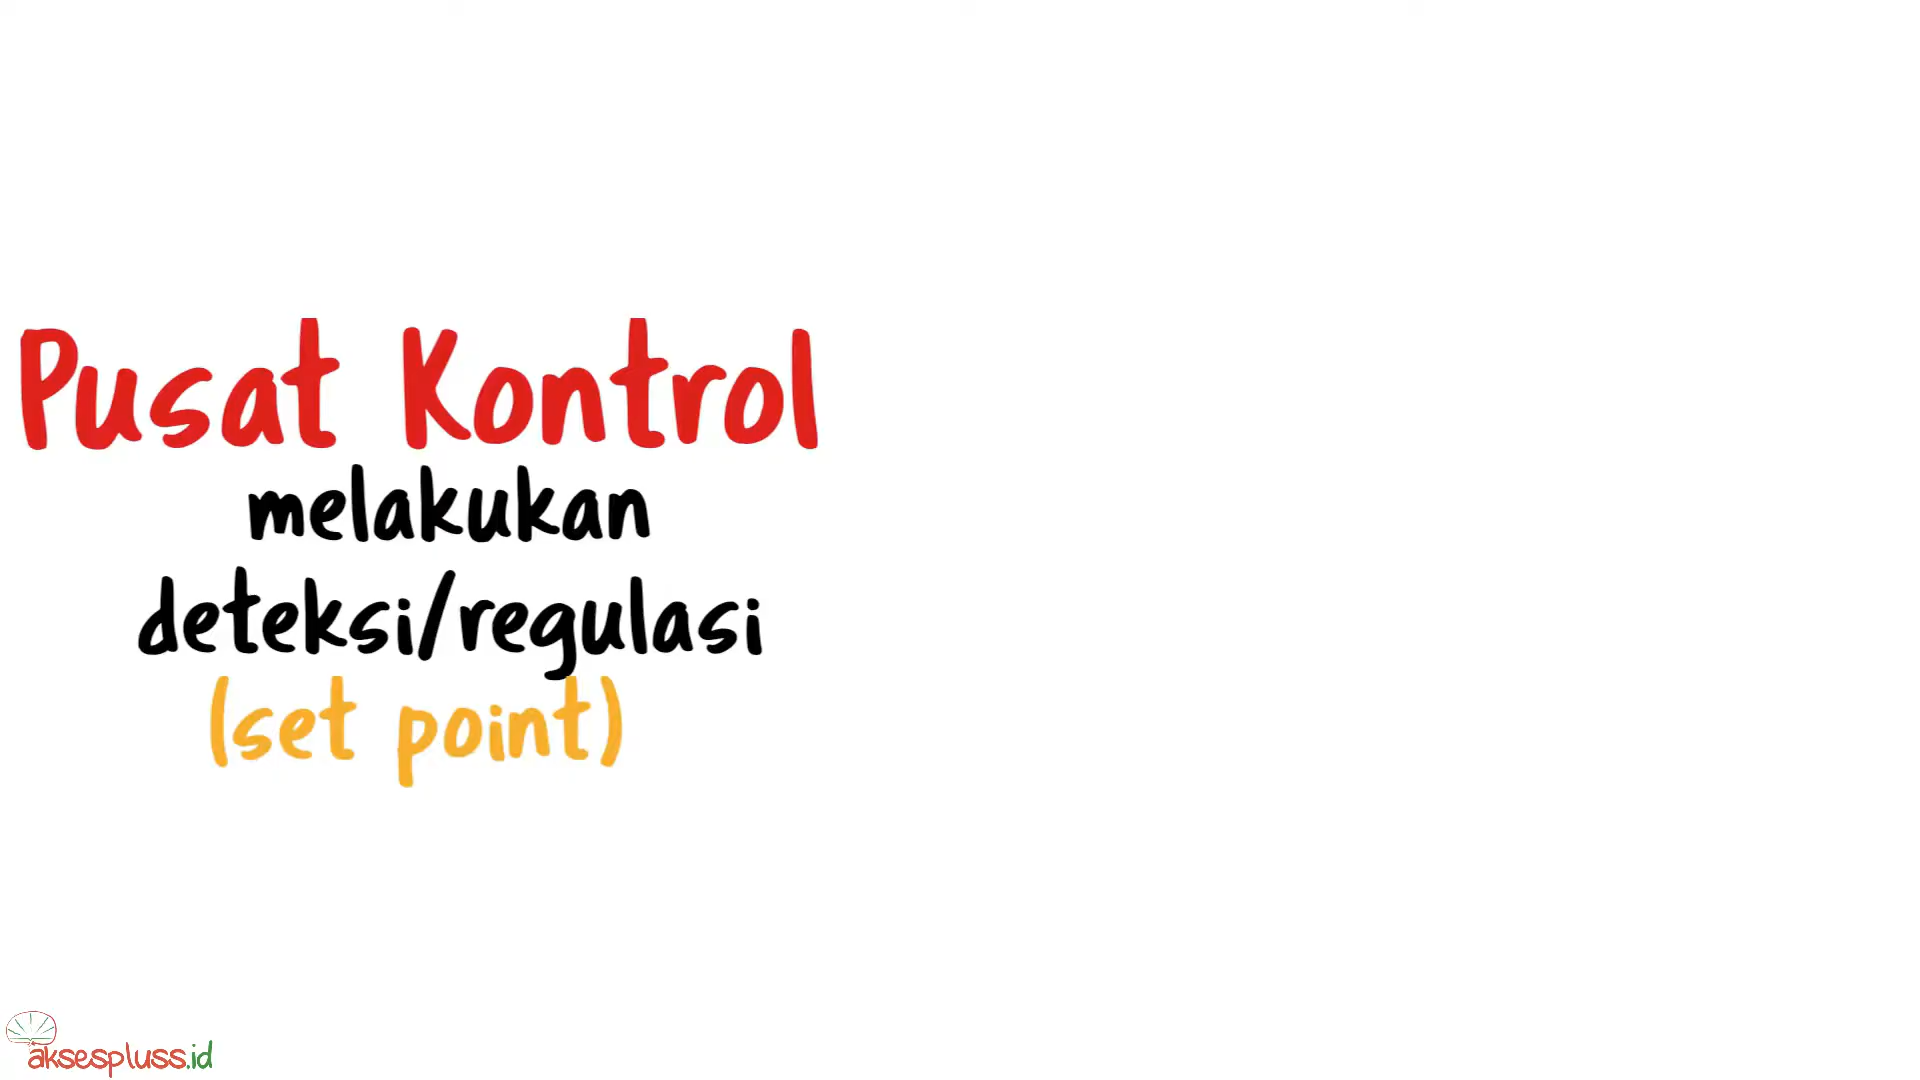 Pusat Kontrol
melakukan
deteksi/regulasi
(set point)
aksespluss.id